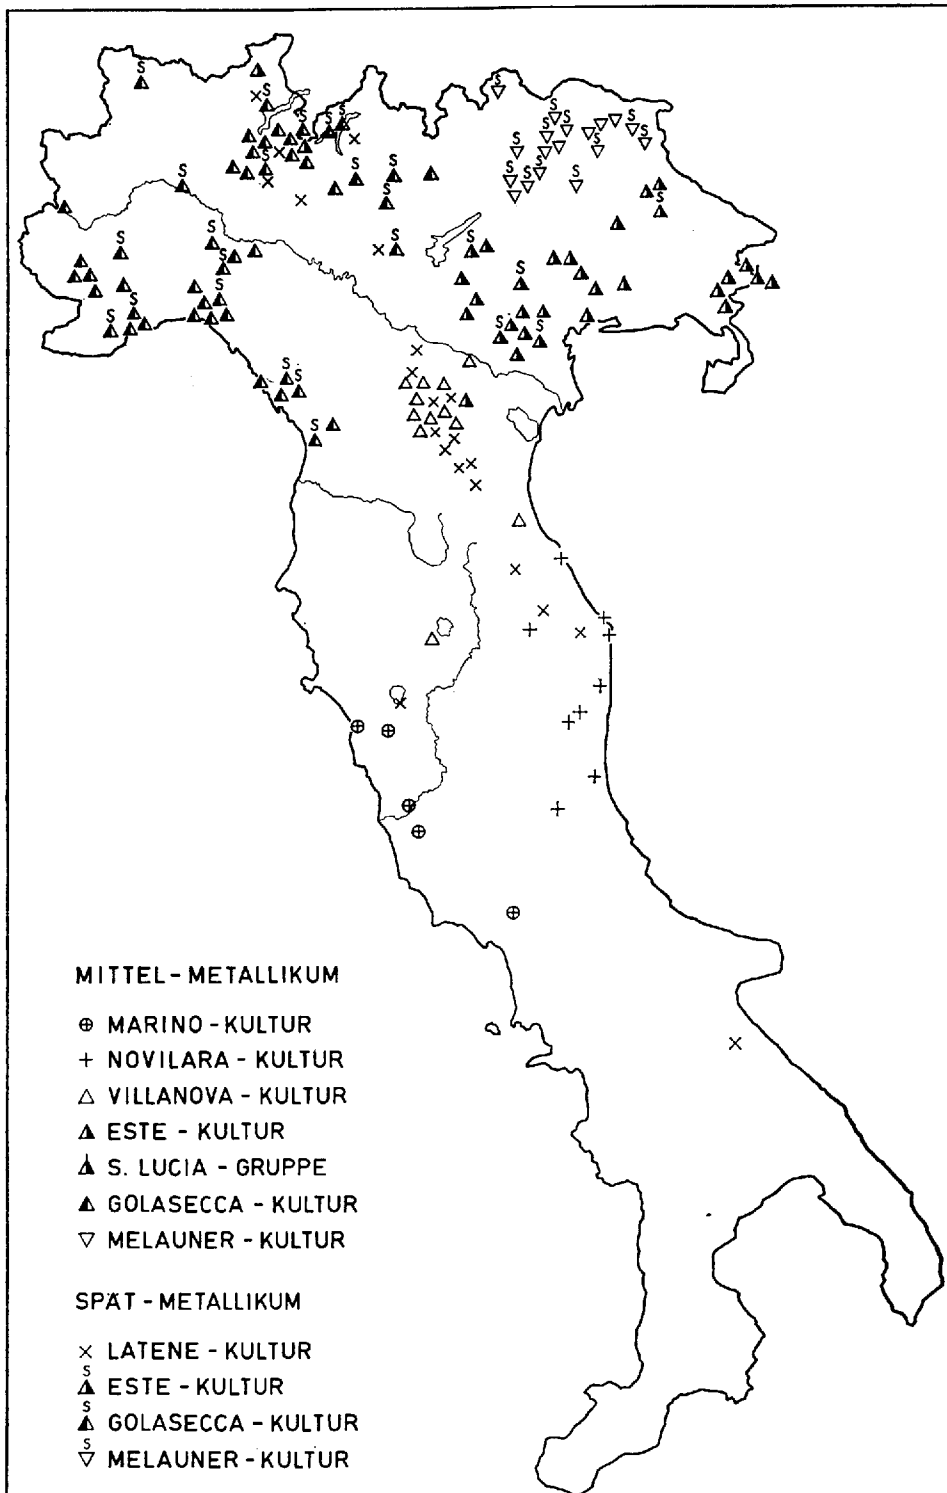 MITTEL - METALLIKUM
⊕ MARINO - KULTUR
+ NOVILARA - KULTUR
△ VILLANOVA - KULTUR
ESTE - KULTUR
S. LUCIA - GRUPPE
GOLASECCA - KULTUR
▽ MELAUNER - KULTUR
SPÄT - METALLIKUM
× LATENE - KULTUR
S ESTE - KULTUR
S GOLASECCA - KULTUR
S ▽ MELAUNER - KULTUR